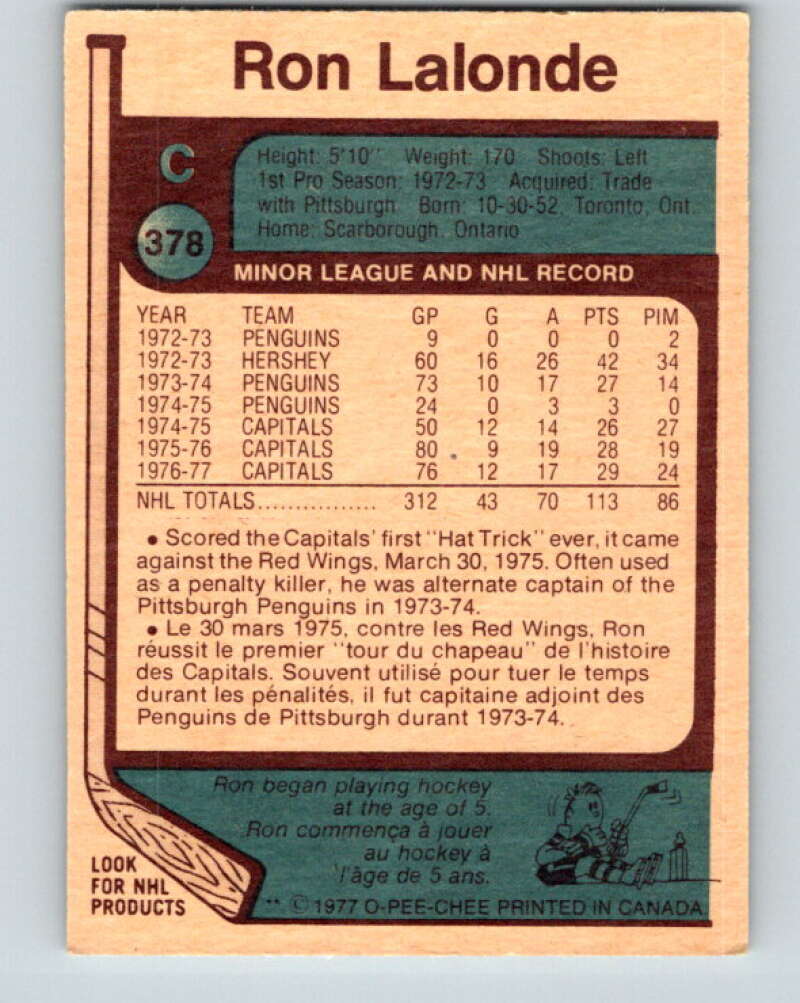 Ron Lalonde
C
Height: 5'10" Weight: 170 Shoots: Left
1st Pro Season: 1972-73 Acquired: Trade
with Pittsburgh Born: 10-30-52, Toronto, Ont.
Home: Scarborough, Ontario
378
MINOR LEAGUE AND NHL RECORD
YEAR TEAM GP G A PTS PIM
1972-73 PENGUINS 9 0 0 0 2
1972-73 HERSHEY 60 16 26 42 34
1973-74 PENGUINS 73 10 17 27 14
1974-75 PENGUINS 24 0 3 3 0
1974-75 CAPITALS 50 12 14 26 27
1975-76 CAPITALS 80 9 19 28 19
1976-77 CAPITALS 76 12 17 29 24
NHL TOTALS................ 312 43 70 113 86
• Scored the Capitals' first "Hat Trick" ever, it came
against the Red Wings, March 30, 1975. Often used
as a penalty killer, he was alternate captain of the
Pittsburgh Penguins in 1973-74.
• Le 30 mars 1975, contre les Red Wings, Ron
réussit le premier "tour du chapeau" de l'histoire
des Capitals. Souvent utilisé pour tuer le temps
durant les pénalités, il fut capitaine adjoint des
Penguins de Pittsburgh durant 1973-74.
Ron began playing hockey
at the age of 5.
Ron commença à jouer
au hockey à
l'âge de 5 ans.
LOOK
FOR NHL
PRODUCTS
** © 1977 O-PEE-CHEE PRINTED IN CANADA